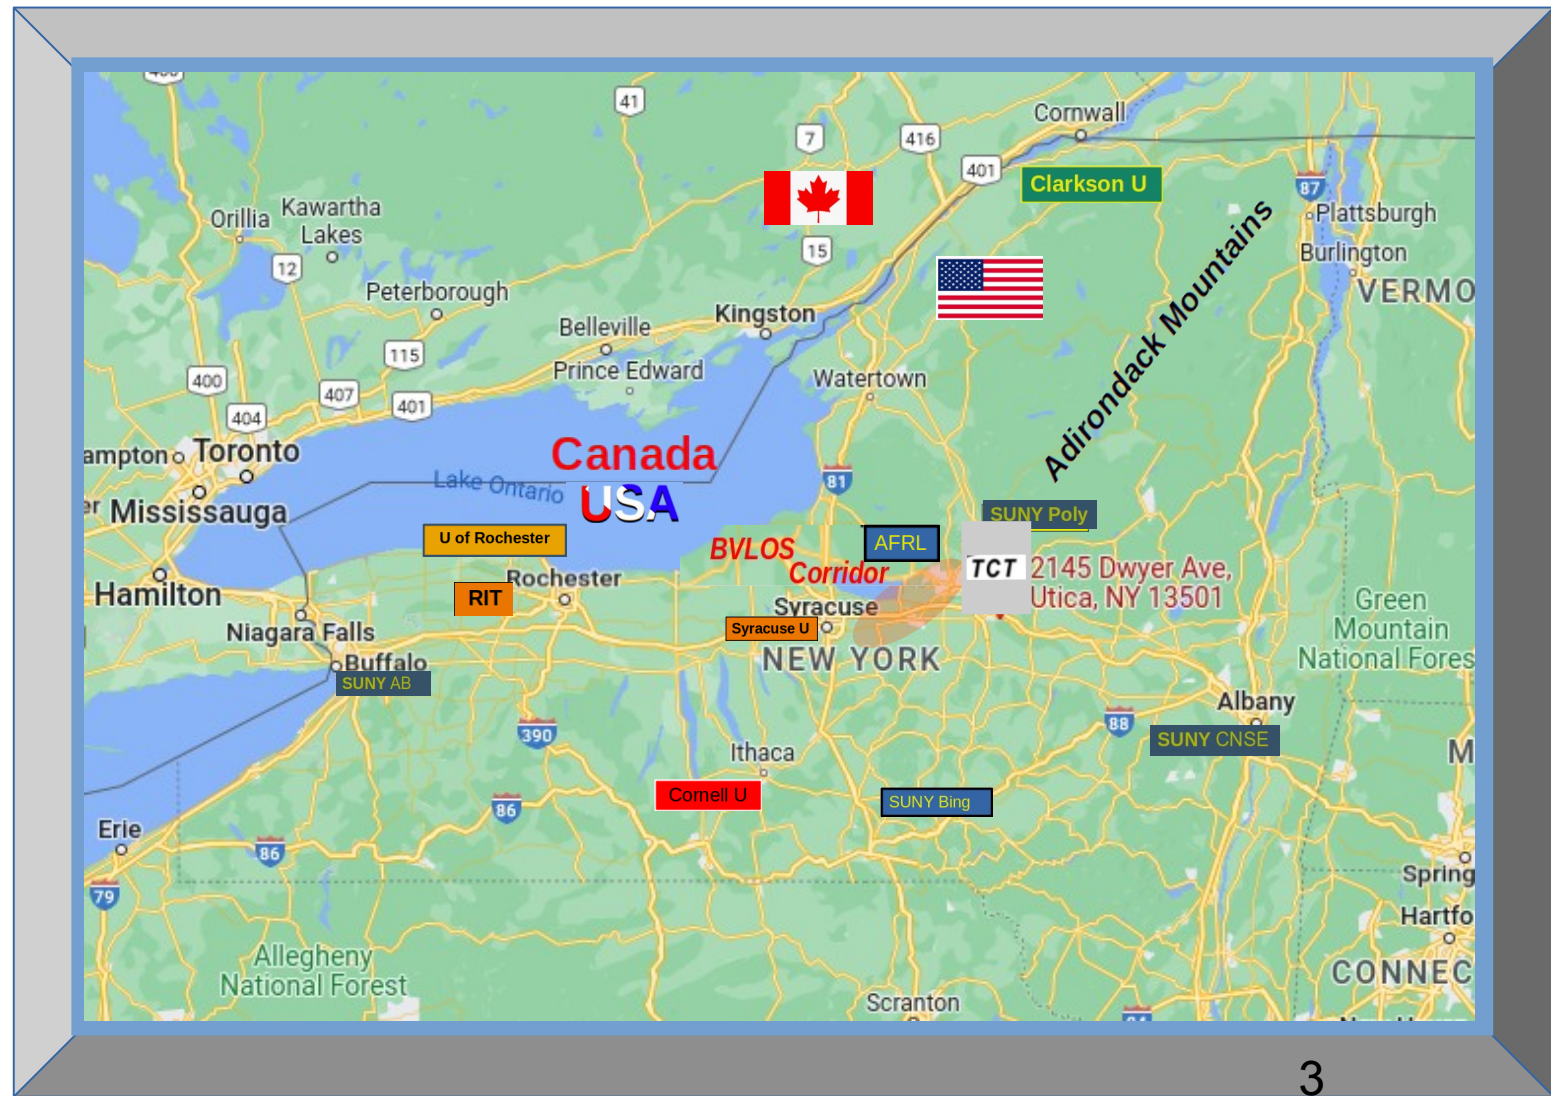 41
Cornwall
7
416
401
Clarkson U
87
Orillia
Kawartha
Lakes
Plattsburgh
15
Burlington
12
VERMO
Peterborough
Kingston
Belleville
115
Prince Edward
Watertown
400
407
401
404
Adirondack Mountains
ampton
Toronto
Canada
Lake Ontario
81
er
Mississauga
USA
SUNY Poly
U of Rochester
BVLOS
Corridor
AFRL
TCT
2145 Dwyer Ave,
Utica, NY 13501
Hamilton
Rochester
RIT
Syracuse
Syracuse U
Green
Mountain
National Fores
Niagara Falls
NEW YORK
Buffalo
SUNY AB
Albany
88
390
SUNY CNSE
Ithaca
M
Cornell U
SUNY Bing
86
Erie
86
Spring
79
Hartfo
Allegheny
National Forest
CONNEC
Scranton
3